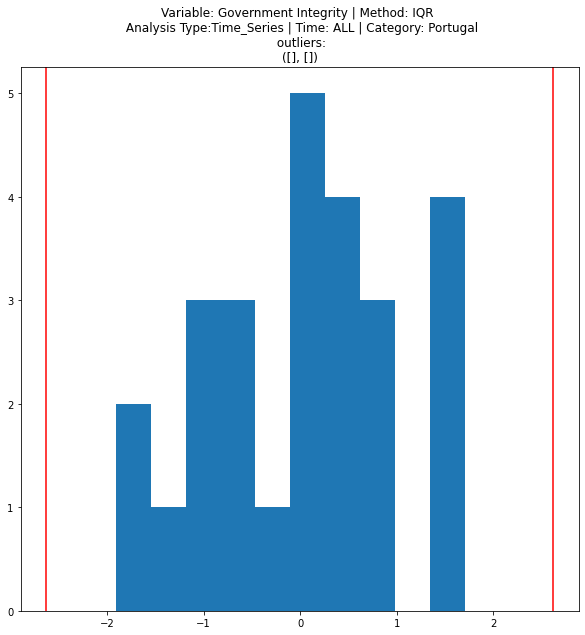 Variable: Government Integrity | Method: IQR
Analysis Type:Time_Series | Time: ALL | Category: Portugal
outliers:
([], [])
5
4
3
2
1
0
−2 −1 0 1 2